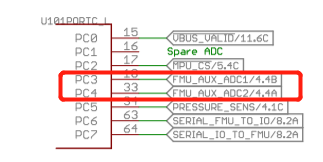 U101PORTC_L
PC0 15 VBUS_VALID/11.6C
PC1 16 Spare ADC
PC2 17 MPU_CS/5.4C
PC3 FMU_AUX_ADC1/4.4B
PC4 33 FMU_AUX_ADC2/4.4A
PC5 34 PRESSURE_SENS/4.1C
PC6 63 SERIAL_FMU_TO_IO/8.2A
PC7 64 SERIAL_IO_TO_FMU/8.2A